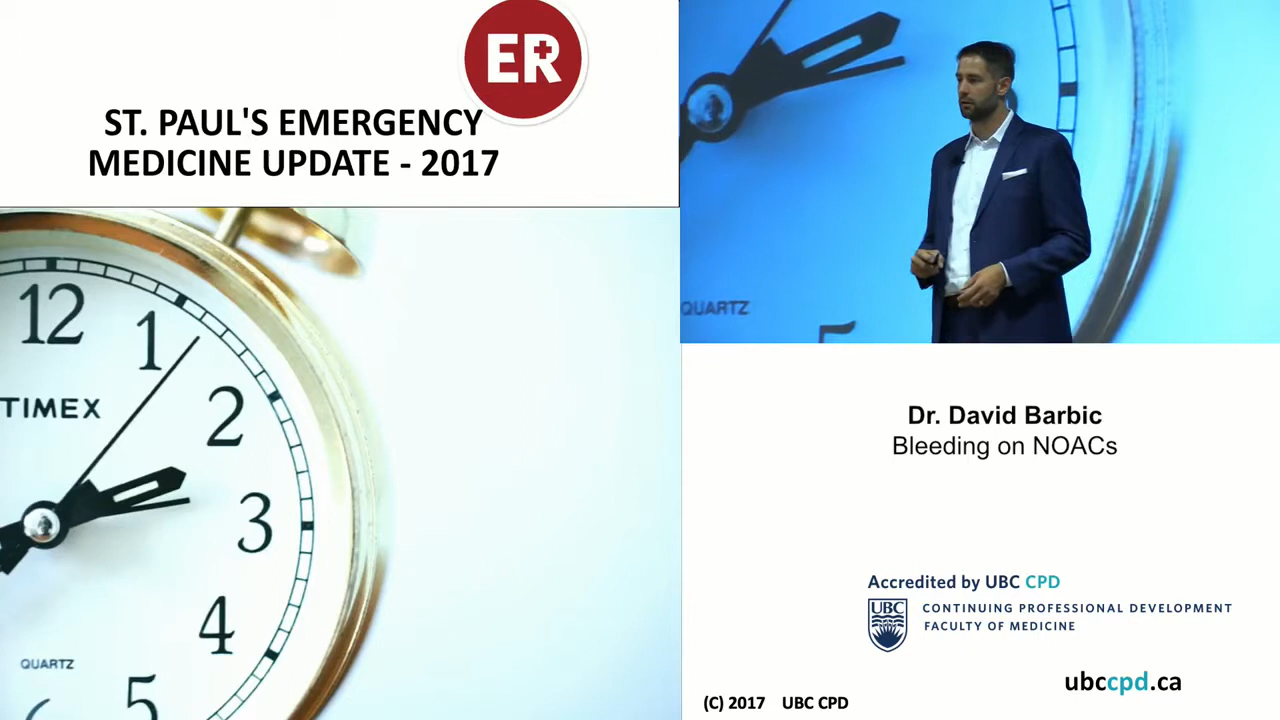 ER
ST. PAUL'S EMERGENCY
MEDICINE UPDATE - 2017
12
1
TIMEX
2
3
4
QUARTZ
5
QUARTZ
Dr. David Barbic
Bleeding on NOACs
Accredited by UBC CPD
UBC
CONTINUING PROFESSIONAL DEVELOPMENT
FACULTY OF MEDICINE
ubccpd.ca
(C) 2017 UBC CPD